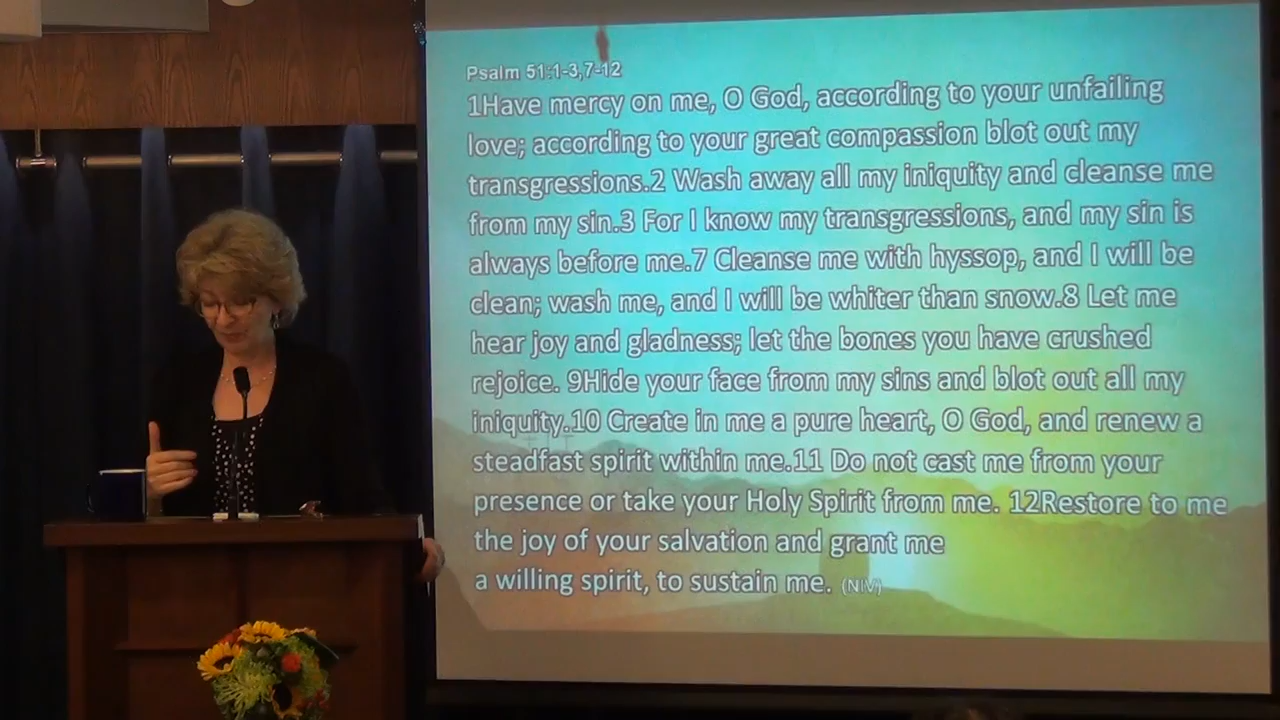 Psalm 51:1-3,7-12
1Have mercy on me, O God, according to your unfailing
love; according to your great compassion blot out my
transgressions.2 Wash away all my iniquity and cleanse me
from my sin.3 For I know my transgressions, and my sin is
always before me.7 Cleanse me with hyssop, and I will be
clean; wash me, and I will be whiter than snow.8 Let me
hear joy and gladness; let the bones you have crushed
rejoice. 9Hide your face from my sins and blot out all my
iniquity.10 Create in me a pure heart, O God, and renew a
steadfast spirit within me.11 Do not cast me from your
presence or take your Holy Spirit from me. 12Restore to me
the joy of your salvation and grant me
a willing spirit, to sustain me. (NIV)